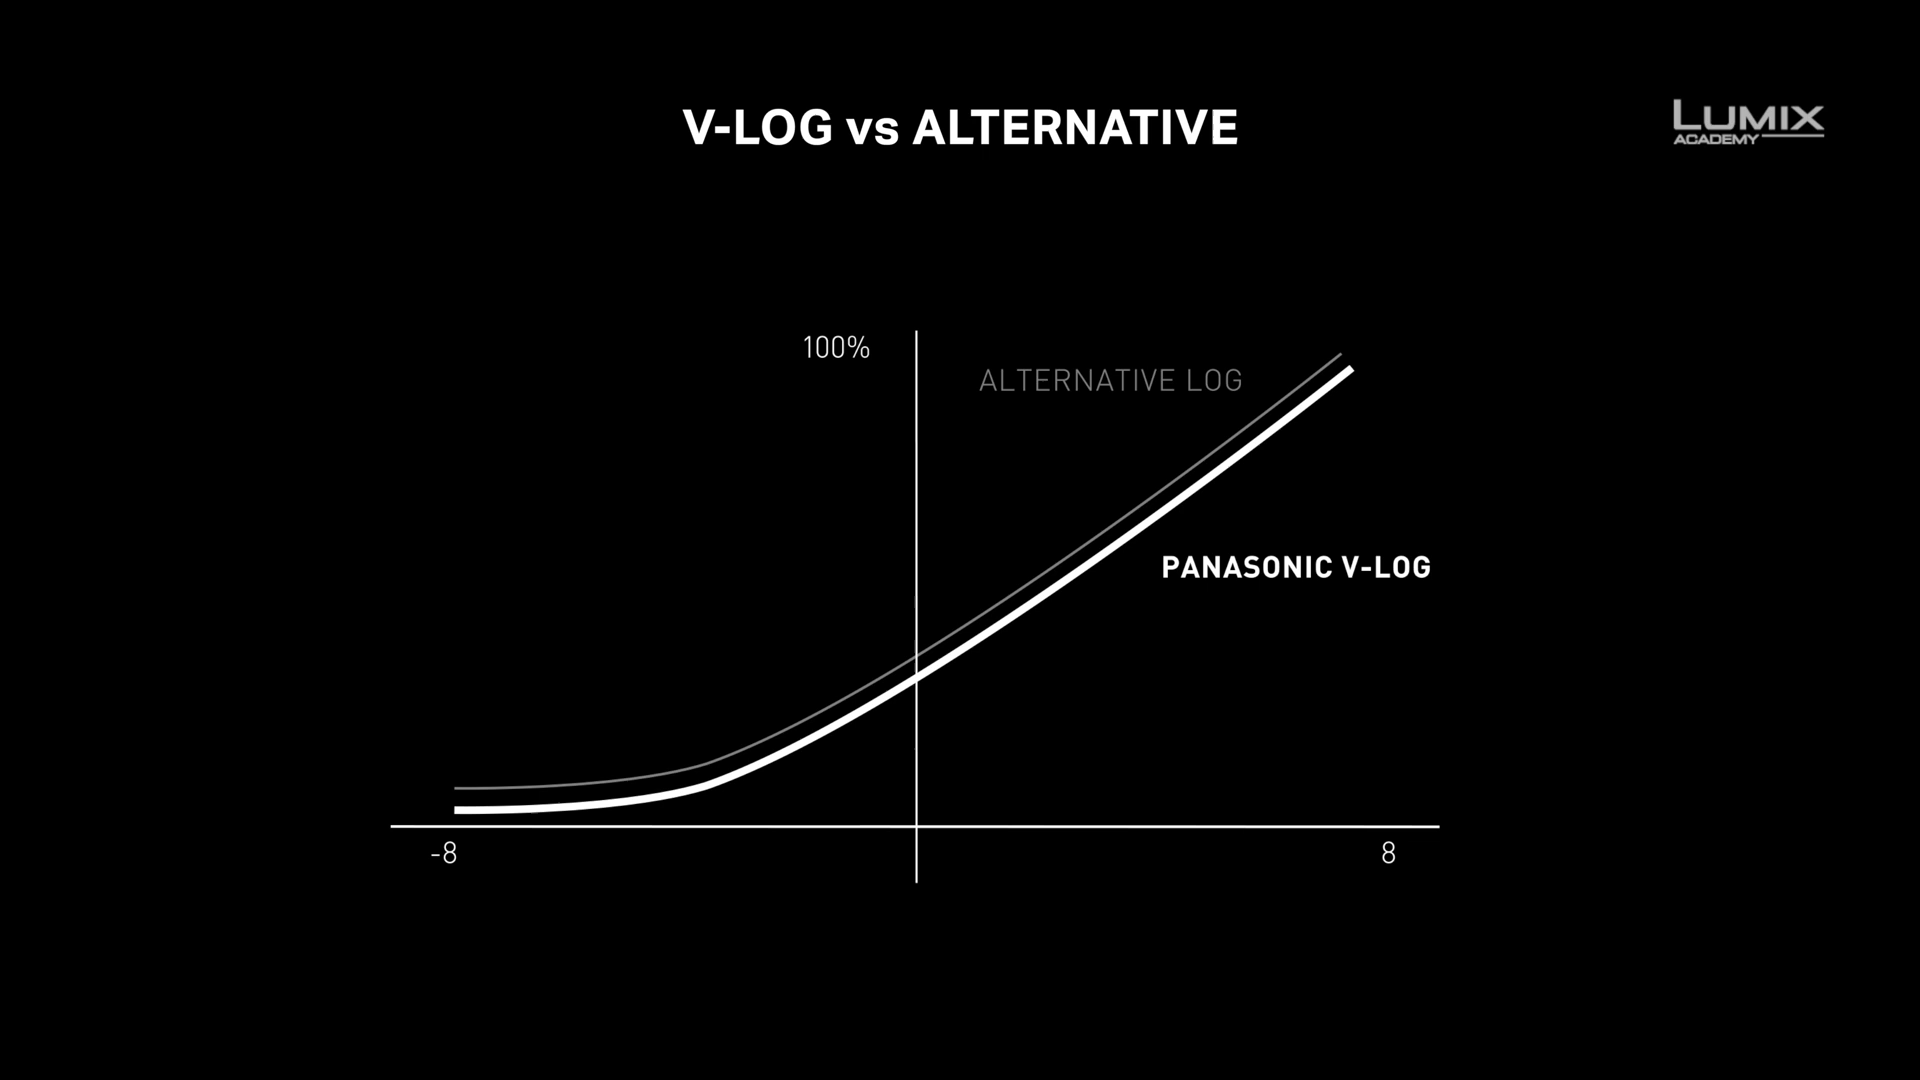 V-LOG vs ALTERNATIVE
LUMIX
ACADEMY
100%
ALTERNATIVE LOG
PANASONIC V-LOG
-8
8